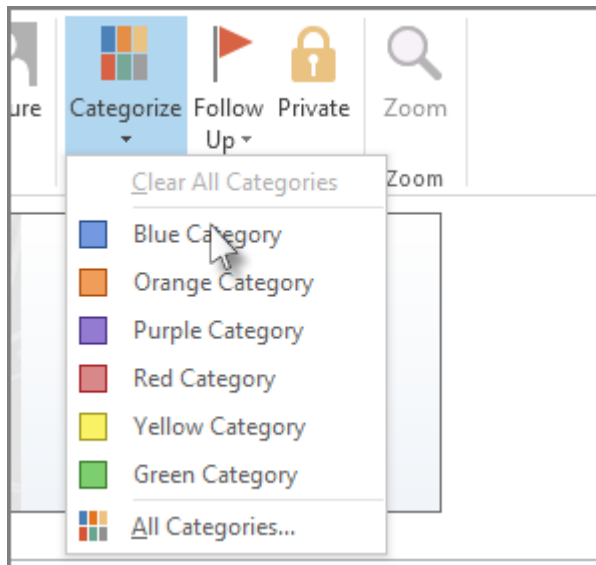 ure
Categorize
Follow
Up
Private
Zoom
Zoom
Clear All Categories
Blue Category
Orange Category
Purple Category
Red Category
Yellow Category
Green Category
All Categories...